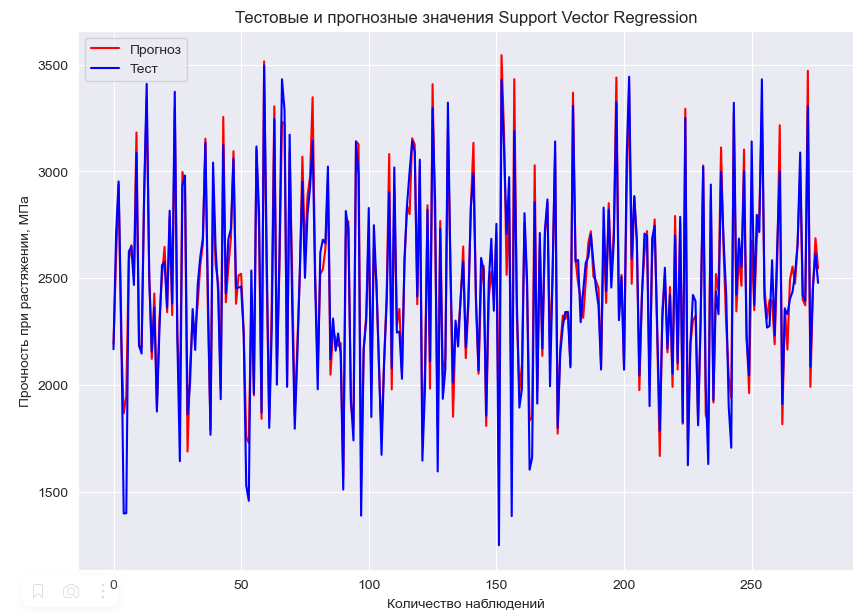 Тестовые и прогнозные значения Support Vector Regression
Прогноз
Тест
Прочность при растяжении, МПа
3500
3000
2500
2000
1500
0 50 100 150 200 250
Количество наблюдений